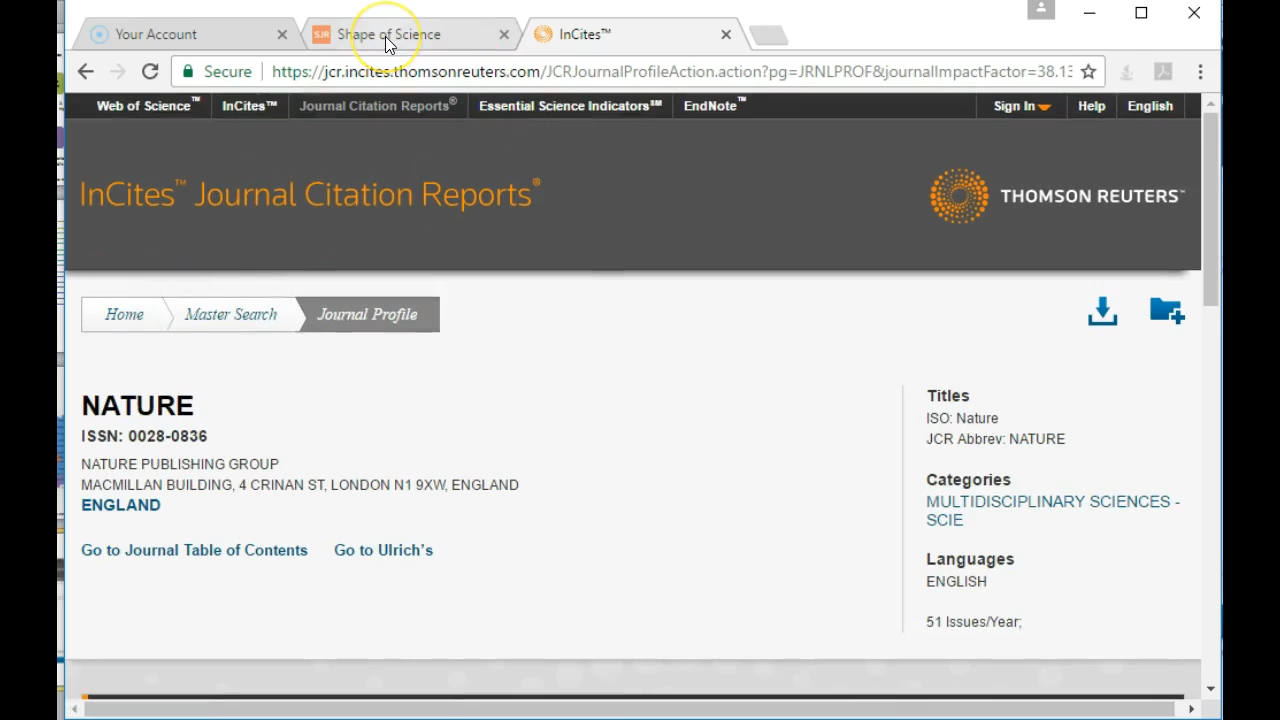 Your Account
SJR Shape of Science
InCites™
Secure https://jcr.incites.thomsonreuters.com/JCRJournalProfileAction.action?pg=JRNLPROF&journalImpactFactor=38.13
Web of Science™ InCites™ Journal Citation Reports® Essential Science Indicators℠ EndNote™ Sign In Help English
InCites™ Journal Citation Reports®
THOMSON REUTERS™
Home Master Search Journal Profile
NATURE
ISSN: 0028-0836
NATURE PUBLISHING GROUP
MACMILLAN BUILDING, 4 CRINAN ST, LONDON N1 9XW, ENGLAND
ENGLAND
Go to Journal Table of Contents Go to Ulrich's
Titles
ISO: Nature
JCR Abbrev: NATURE
Categories
MULTIDISCIPLINARY SCIENCES -
SCIE
Languages
ENGLISH
51 Issues/Year;